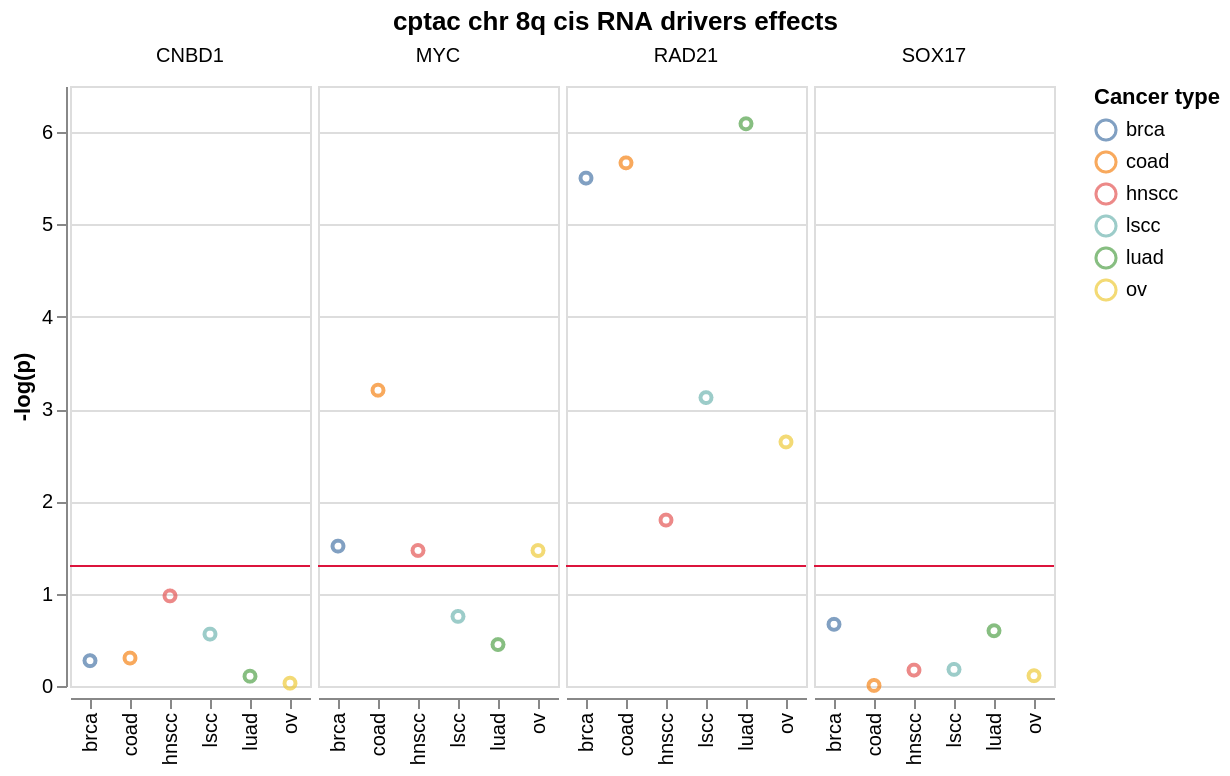 cptac chr 8q cis RNA drivers effects
CNBD1 MYC RAD21 SOX17
-log(p)
6
5
4
3
2
1
0
brca coad hnscc lscc luad ov brca coad hnscc lscc luad ov brca coad hnscc lscc luad ov brca coad hnscc lscc luad ov
Cancer type
brca
coad
hnscc
lscc
luad
ov